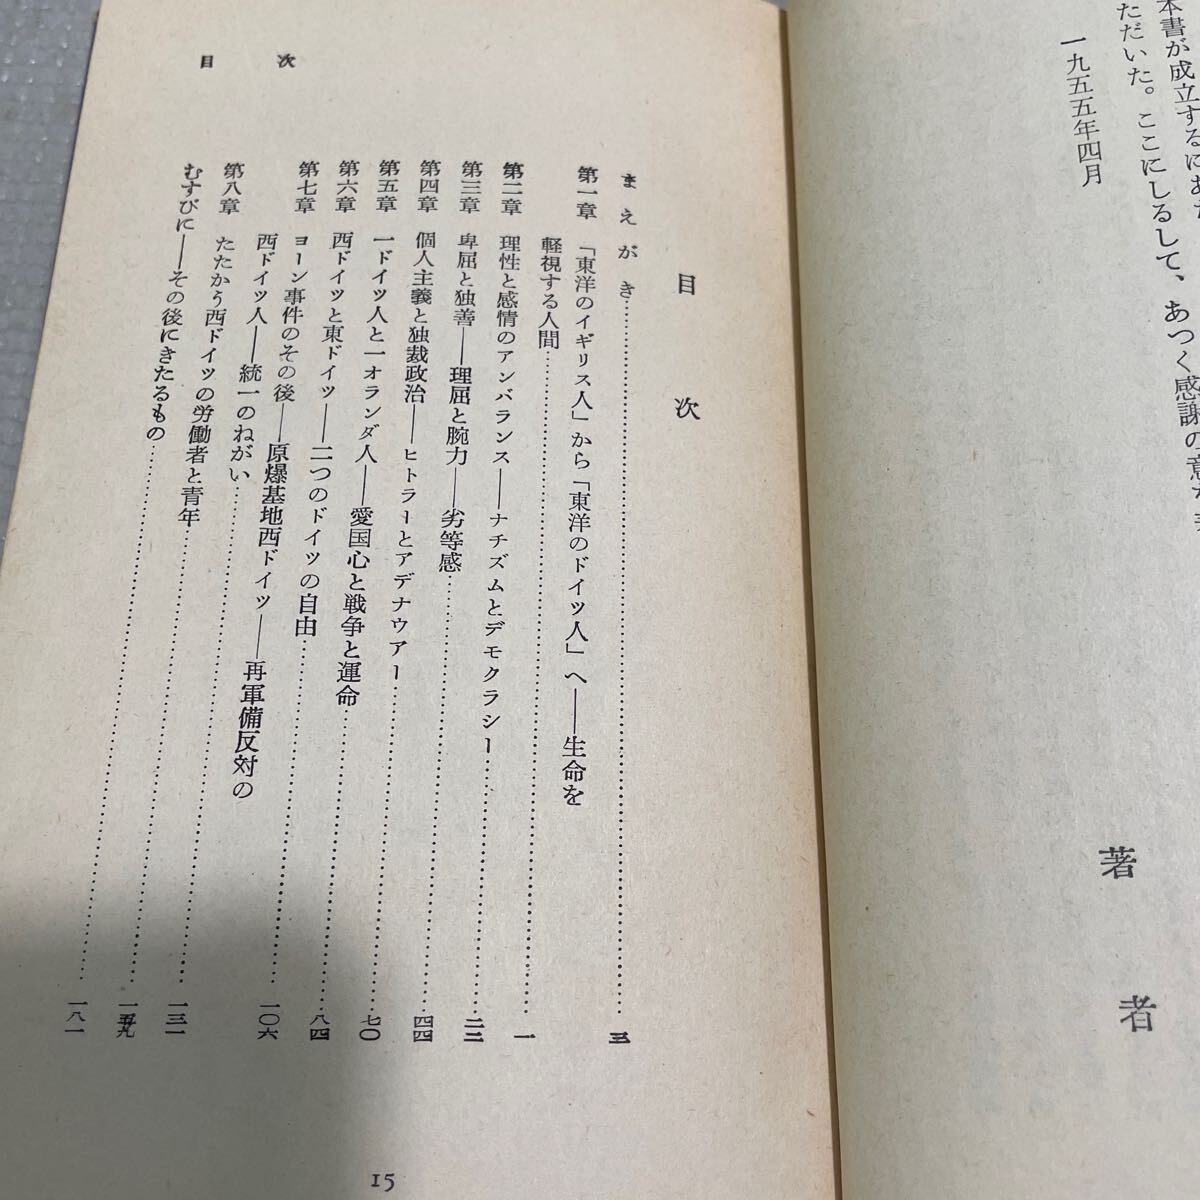 本書が成立するにあた
ただいた。ここにしるして、あつく感謝の意を
一九五五年四月
著者
目次
目次
まえがき…………三
第一章 「東洋のイギリス人」から「東洋のドイツ人」へ——生命を
軽視する人間…………一
第二章 理性と感情のアンバランス——ナチズムとデモクラシー…………二二
第三章 卑屈と独善——理屈と腕力——劣等感…………四四
第四章 個人主義と独裁政治——ヒトラーとアデナウアー…………七〇
第五章 一ドイツ人と一オランダ人——愛国心と戦争と運命…………八四
第六章 西ドイツと東ドイツ——二つのドイツの自由…………一〇六
第七章 ヨーン事件のその後——原爆基地西ドイツ——再軍備反対の
西ドイツ人——統一のねがい…………一三一
第八章 たたかう西ドイツの労働者と青年…………一五九
むすびに——その後にきたるもの…………一八一
15